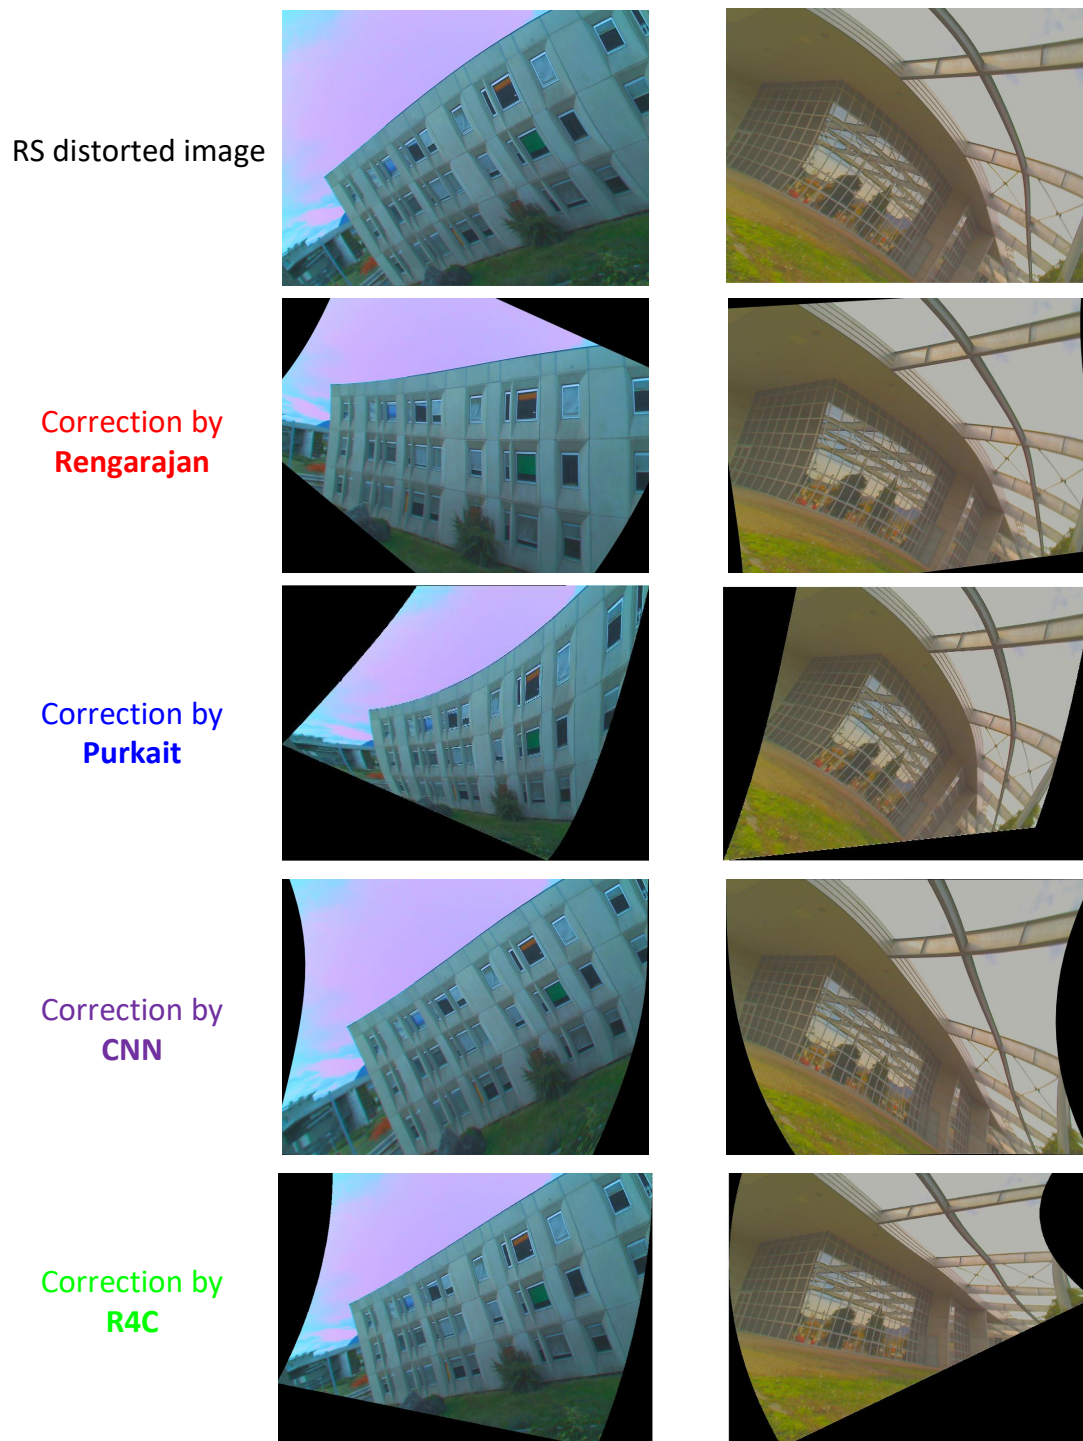 RS distorted image
Correction by
Rengarajan
Correction by
Purkait
Correction by
CNN
Correction by
R4C